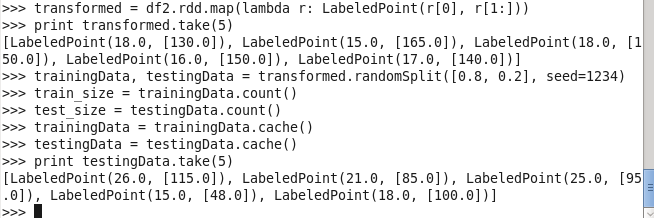 >>> transformed = df2.rdd.map(lambda r: LabeledPoint(r[0], r[1:]))
>>> print transformed.take(5)
[LabeledPoint(18.0, [130.0]), LabeledPoint(15.0, [165.0]), LabeledPoint(18.0, [1
50.0]), LabeledPoint(16.0, [150.0]), LabeledPoint(17.0, [140.0])]
>>> trainingData, testingData = transformed.randomSplit([0.8, 0.2], seed=1234)
>>> train_size = trainingData.count()
>>> test_size = testingData.count()
>>> trainingData = trainingData.cache()
>>> testingData = testingData.cache()
>>> print testingData.take(5)
[LabeledPoint(26.0, [115.0]), LabeledPoint(21.0, [85.0]), LabeledPoint(25.0, [95
.0]), LabeledPoint(15.0, [48.0]), LabeledPoint(18.0, [100.0])]
>>>